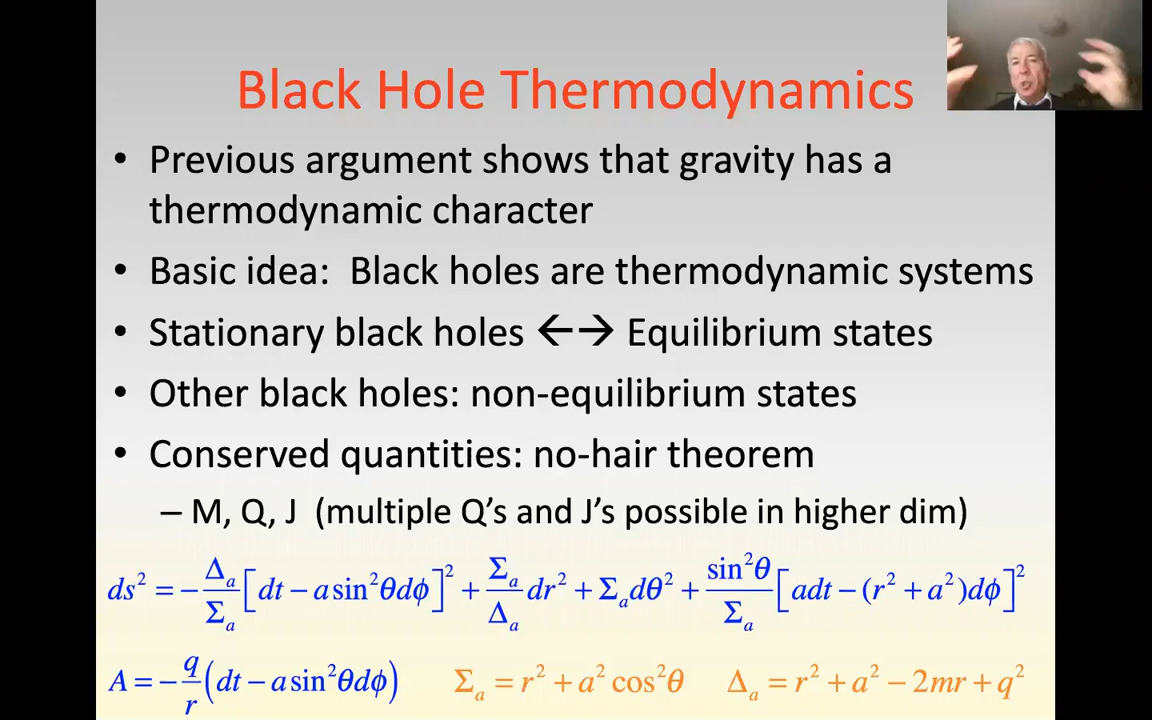 Black Hole Thermodynamics
• Previous argument shows that gravity has a
thermodynamic character
• Basic idea:  Black holes are thermodynamic systems
• Stationary black holes ←→ Equilibrium states
• Other black holes: non-equilibrium states
• Conserved quantities: no-hair theorem
– M, Q, J  (multiple Q’s and J’s possible in higher dim)
ds² = −(Δₐ/Σₐ)[dt − a sin²θdϕ]² + (Σₐ/Δₐ)dr² + Σₐdθ² + (sin²θ/Σₐ)[adt − (r² + a²)dϕ]²
A = −(q/r)(dt − a sin²θdϕ)  Σₐ = r² + a² cos²θ  Δₐ = r² + a² − 2mr + q²